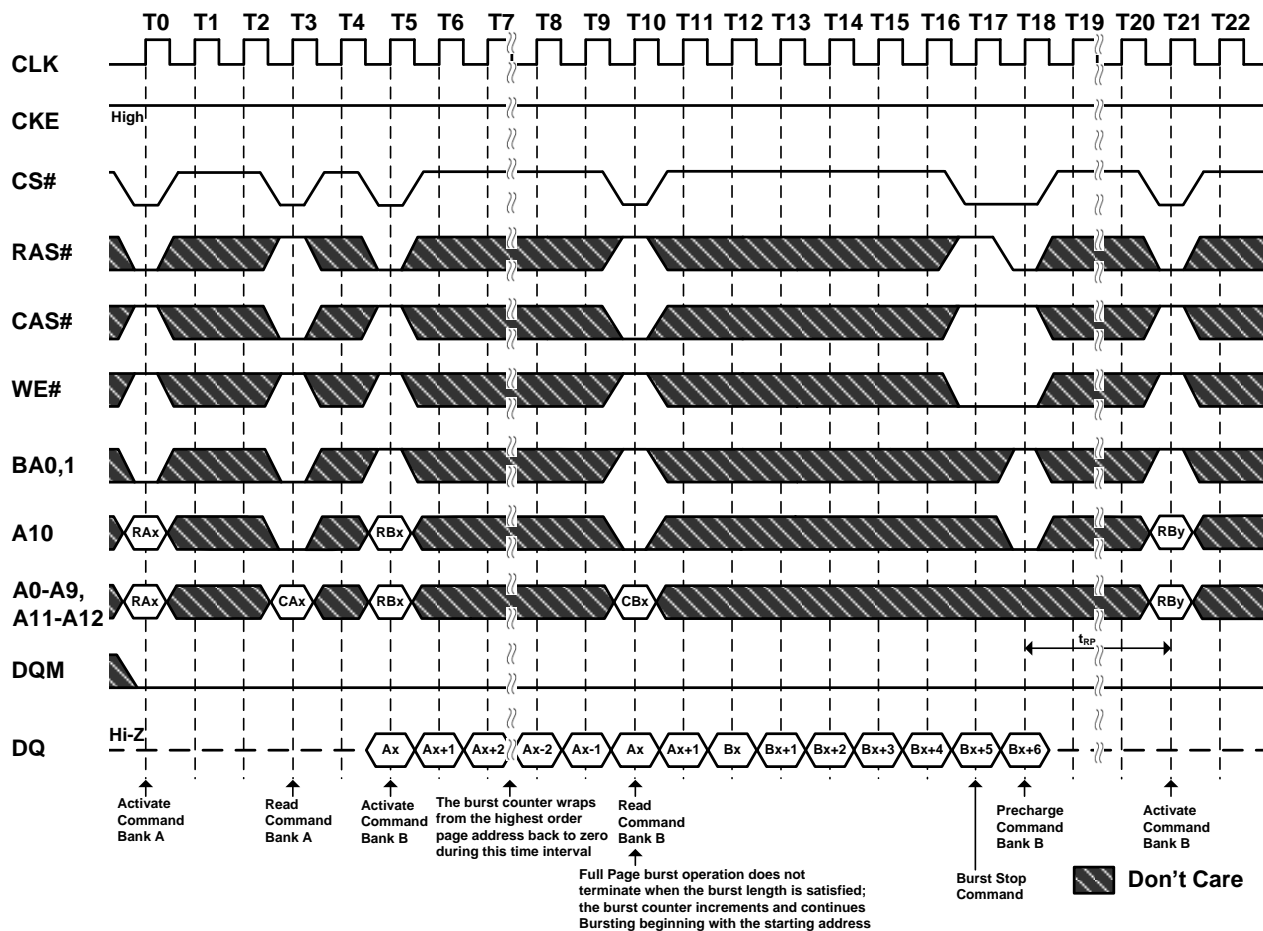 T0 T1 T2 T3 T4 T5 T6 T7 T8 T9 T10 T11 T12 T13 T14 T15 T16 T17 T18 T19 T20 T21 T22
CLK
CKE
High
CS#
RAS#
CAS#
WE#
BA0,1
A10
RAx RBx RBy
A0-A9,
A11-A12
RAx CAx RBx CBx RBy
tRP
DQM
DQ
Hi-Z
Ax Ax+1 Ax+2 Ax-2 Ax-1 Ax Ax+1 Bx Bx+1 Bx+2 Bx+3 Bx+4 Bx+5 Bx+6
Activate
Command
Bank A
Read
Command
Bank A
Activate
Command
Bank B
The burst counter wraps
from the highest order
page address back to zero
during this time interval
Read
Command
Bank B
Full Page burst operation does not
terminate when the burst length is satisfied;
the burst counter increments and continues
Bursting beginning with the starting address
Burst Stop
Command
Precharge
Command
Bank B
Activate
Command
Bank B
Don't Care